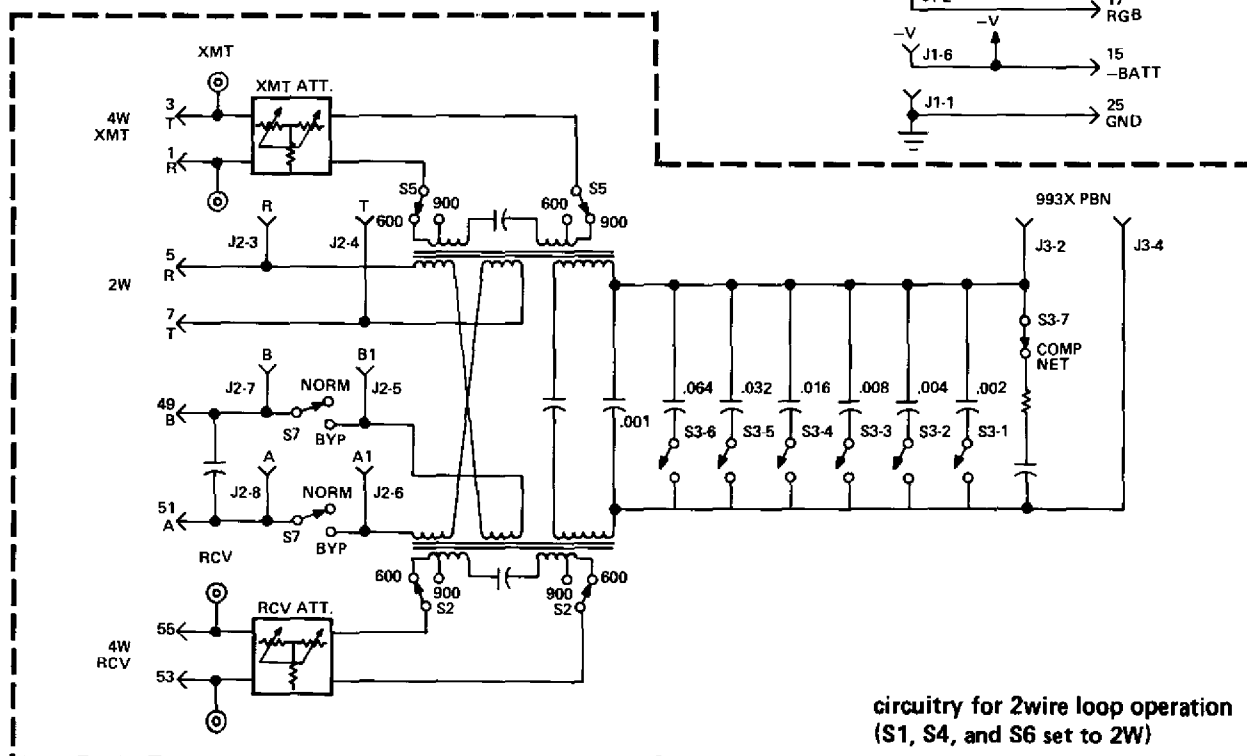 17
RGB
-V
-V
J1-6
15
-BATT
J1-1
25
GND
XMT
XMT ATT.
3
T
4W
XMT
1
R
S5
S5
900
600
600
900
R
T
J2-3
J2-4
5
R
2W
7
T
993X PBN
J3-2
J3-4
S3-7
COMP
NET
B
B1
J2-7
NORM
J2-5
49
B
S7
BYP
.001
.064
.032
.016
.008
.004
.002
S3-6
S3-5
S3-4
S3-3
S3-2
S3-1
A
A1
J2-8
NORM
J2-6
51
A
S7
BYP
RCV
600
900
900
600
S2
S2
RCV ATT.
55
4W
RCV
53
circuitry for 2wire loop operation
(S1, S4, and S6 set to 2W)